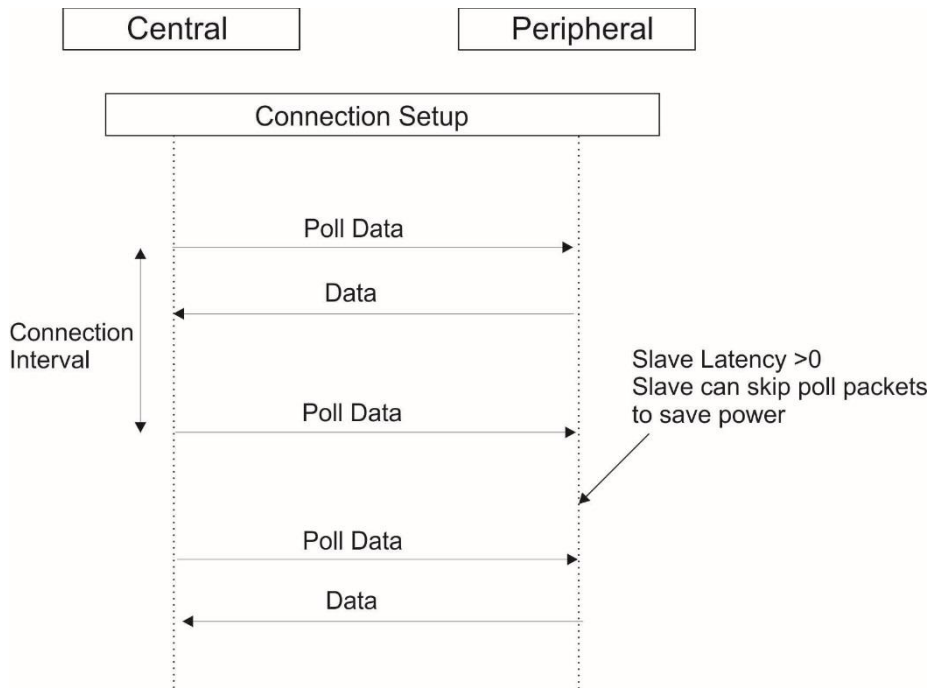 Central
Peripheral
Connection Setup
Poll Data
Data
Connection
Interval
Slave Latency >0
Slave can skip poll packets
to save power
Poll Data
Poll Data
Data